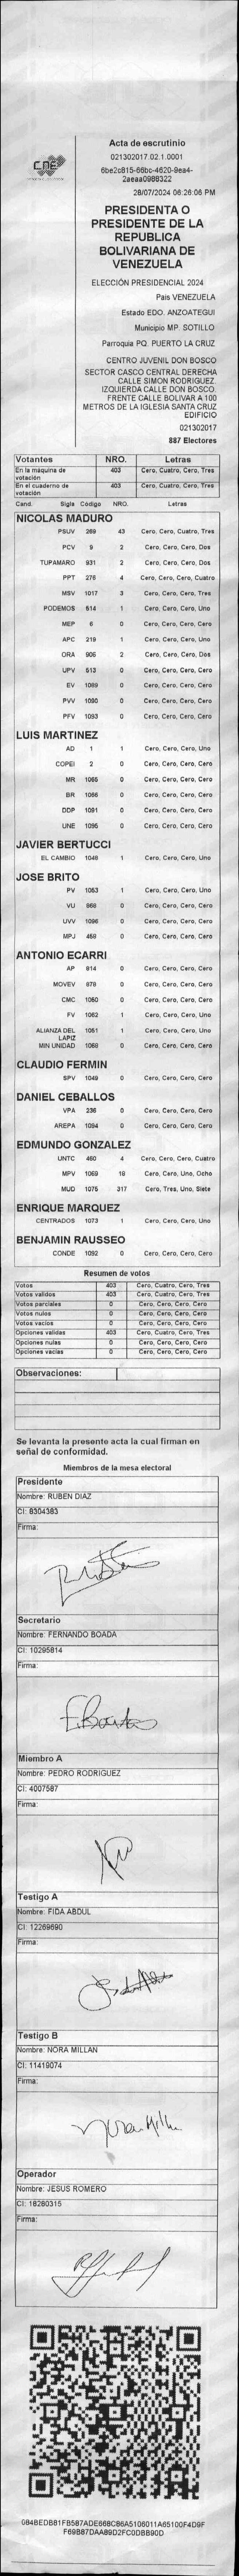 CNE
Acta de escrutinio
021302017.02.1.0001
6be2c815-66bc-4620-9ea4-
2aeaa0988322
28/07/2024 06:26:06 PM
PRESIDENTA O
PRESIDENTE DE LA
REPUBLICA
BOLIVARIANA DE
VENEZUELA
ELECCIÓN PRESIDENCIAL 2024
Pais VENEZUELA
Estado EDO. ANZOATEGUI
Municipio MP. SOTILLO
Parroquia PQ. PUERTO LA CRUZ
CENTRO JUVENIL DON BOSCO
SECTOR CASCO CENTRAL DERECHA
CALLE SIMON RODRIGUEZ.
IZQUIERDA CALLE DON BOSCO.
FRENTE CALLE BOLIVAR A 100
METROS DE LA IGLESIA SANTA CRUZ
EDIFICIO
021302017
887 Electores
Votantes NRO. Letras
En la máquina de votación 403 Cero, Cuatro, Cero, Tres
En el cuaderno de votación 403 Cero, Cuatro, Cero, Tres
Cand. Sigla Código NRO. Letras
NICOLAS MADURO
PSUV 269 43 Cero, Cero, Cuatro, Tres
PCV 9 2 Cero, Cero, Cero, Dos
TUPAMARO 931 2 Cero, Cero, Cero, Dos
PPT 276 4 Cero, Cero, Cero, Cuatro
MSV 1017 3 Cero, Cero, Cero, Tres
PODEMOS 514 1 Cero, Cero, Cero, Uno
MEP 6 0 Cero, Cero, Cero, Cero
APC 219 1 Cero, Cero, Cero, Uno
ORA 906 2 Cero, Cero, Cero, Dos
UPV 513 0 Cero, Cero, Cero, Cero
EV 1089 0 Cero, Cero, Cero, Cero
PVV 1090 0 Cero, Cero, Cero, Cero
PFV 1093 0 Cero, Cero, Cero, Cero
LUIS MARTINEZ
AD 1 1 Cero, Cero, Cero, Uno
COPEI 2 0 Cero, Cero, Cero, Cero
MR 1065 0 Cero, Cero, Cero, Cero
BR 1066 0 Cero, Cero, Cero, Cero
DDP 1091 0 Cero, Cero, Cero, Cero
UNE 1095 0 Cero, Cero, Cero, Cero
JAVIER BERTUCCI
EL CAMBIO 1048 1 Cero, Cero, Cero, Uno
JOSE BRITO
PV 1053 1 Cero, Cero, Cero, Uno
VU 868 0 Cero, Cero, Cero, Cero
UVV 1096 0 Cero, Cero, Cero, Cero
MPJ 459 0 Cero, Cero, Cero, Cero
ANTONIO ECARRI
AP 814 0 Cero, Cero, Cero, Cero
MOVEV 879 0 Cero, Cero, Cero, Cero
CMC 1050 0 Cero, Cero, Cero, Cero
FV 1062 1 Cero, Cero, Cero, Uno
ALIANZA DEL LAPIZ 1051 1 Cero, Cero, Cero, Uno
MIN UNIDAD 1068 0 Cero, Cero, Cero, Cero
CLAUDIO FERMIN
SPV 1049 0 Cero, Cero, Cero, Cero
DANIEL CEBALLOS
VPA 236 0 Cero, Cero, Cero, Cero
AREPA 1094 0 Cero, Cero, Cero, Cero
EDMUNDO GONZALEZ
UNTC 460 4 Cero, Cero, Cero, Cuatro
MPV 1069 18 Cero, Cero, Uno, Ocho
MUD 1075 317 Cero, Tres, Uno, Siete
ENRIQUE MARQUEZ
CENTRADOS 1073 1 Cero, Cero, Cero, Uno
BENJAMIN RAUSSEO
CONDE 1092 0 Cero, Cero, Cero, Cero
Resumen de votos
Votos 403 Cero, Cuatro, Cero, Tres
Votos validos 403 Cero, Cuatro, Cero, Tres
Votos parciales 0 Cero, Cero, Cero, Cero
Votos nulos 0 Cero, Cero, Cero, Cero
Votos vacios 0 Cero, Cero, Cero, Cero
Opciones validas 403 Cero, Cuatro, Cero, Tres
Opciones nulas 0 Cero, Cero, Cero, Cero
Opciones vacias 0 Cero, Cero, Cero, Cero
Observaciones:
Se levanta la presente acta la cual firman en
señal de conformidad.
Miembros de la mesa electoral
Presidente
Nombre: RUBEN DIAZ
CI: 8304383
Firma:
Secretario
Nombre: FERNANDO BOADA
CI: 10295814
Firma:
Miembro A
Nombre: PEDRO RODRIGUEZ
CI: 4007587
Firma:
Testigo A
Nombre: FIDA ABDUL
CI: 12269690
Firma:
Testigo B
Nombre: NORA MILLAN
CI: 11419074
Firma:
Operador
Nombre: JESUS ROMERO
CI: 18280315
Firma:
084BEDB81FB587ADE668C86A5106011A65100F4D9F
F69B87DAA89D2FC0DBB90D